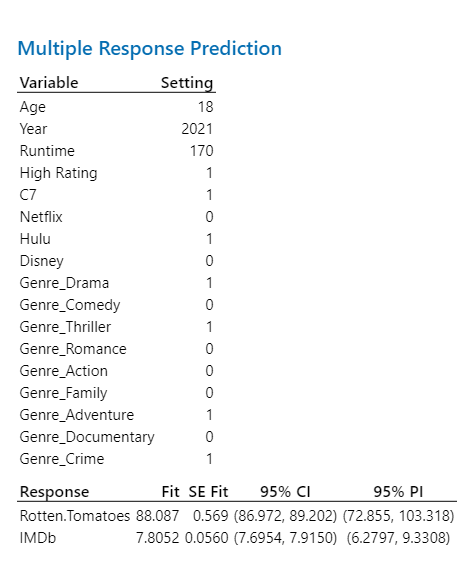 Multiple Response Prediction
Variable Setting
Age 18
Year 2021
Runtime 170
High Rating 1
C7 1
Netflix 0
Hulu 1
Disney 0
Genre_Drama 1
Genre_Comedy 0
Genre_Thriller 1
Genre_Romance 0
Genre_Action 0
Genre_Family 0
Genre_Adventure 1
Genre_Documentary 0
Genre_Crime 1
Response Fit SE Fit 95% CI 95% PI
Rotten.Tomatoes 88.087 0.569 (86.972, 89.202) (72.855, 103.318)
IMDb 7.8052 0.0560 (7.6954, 7.9150) (6.2797, 9.3308)